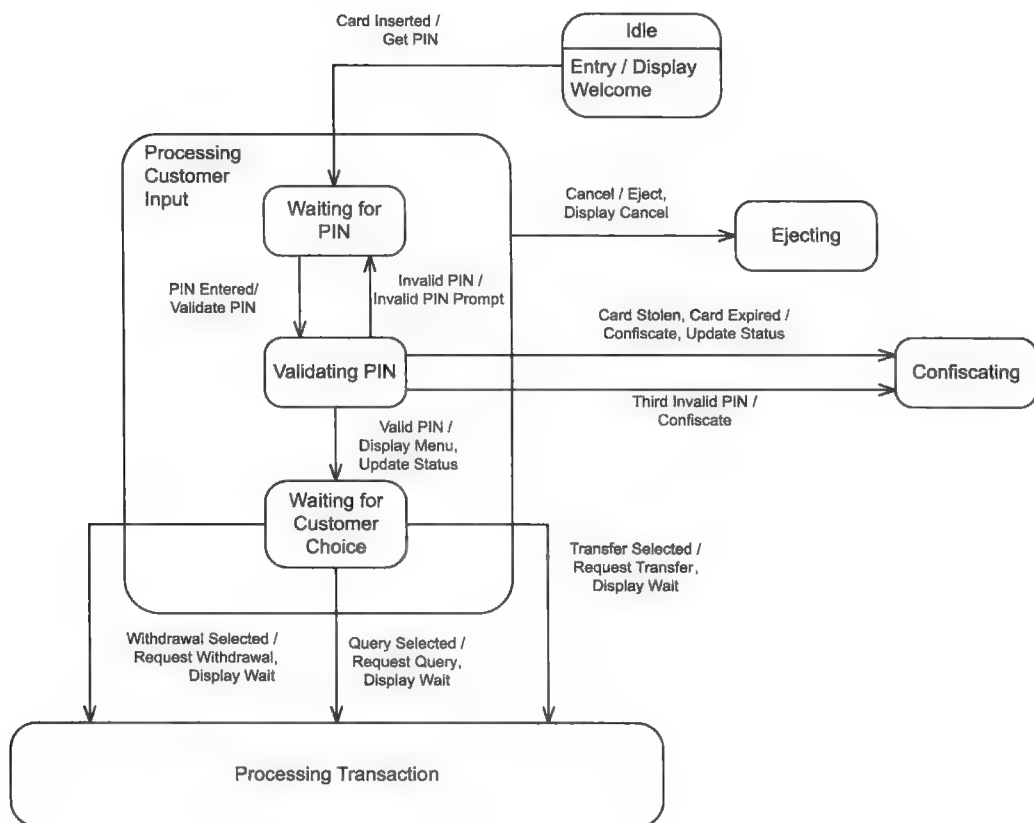 Card Inserted /
Get PIN
Idle
Entry / Display
Welcome
Processing
Customer
Input
Waiting for
PIN
Cancel / Eject,
Display Cancel
Ejecting
PIN Entered/
Validate PIN
Invalid PIN /
Invalid PIN Prompt
Card Stolen, Card Expired /
Confiscate, Update Status
Validating PIN
Confiscating
Third Invalid PIN /
Confiscate
Valid PIN /
Display Menu,
Update Status
Waiting for
Customer
Choice
Transfer Selected /
Request Transfer,
Display Wait
Withdrawal Selected /
Request Withdrawal,
Display Wait
Query Selected /
Request Query,
Display Wait
Processing Transaction